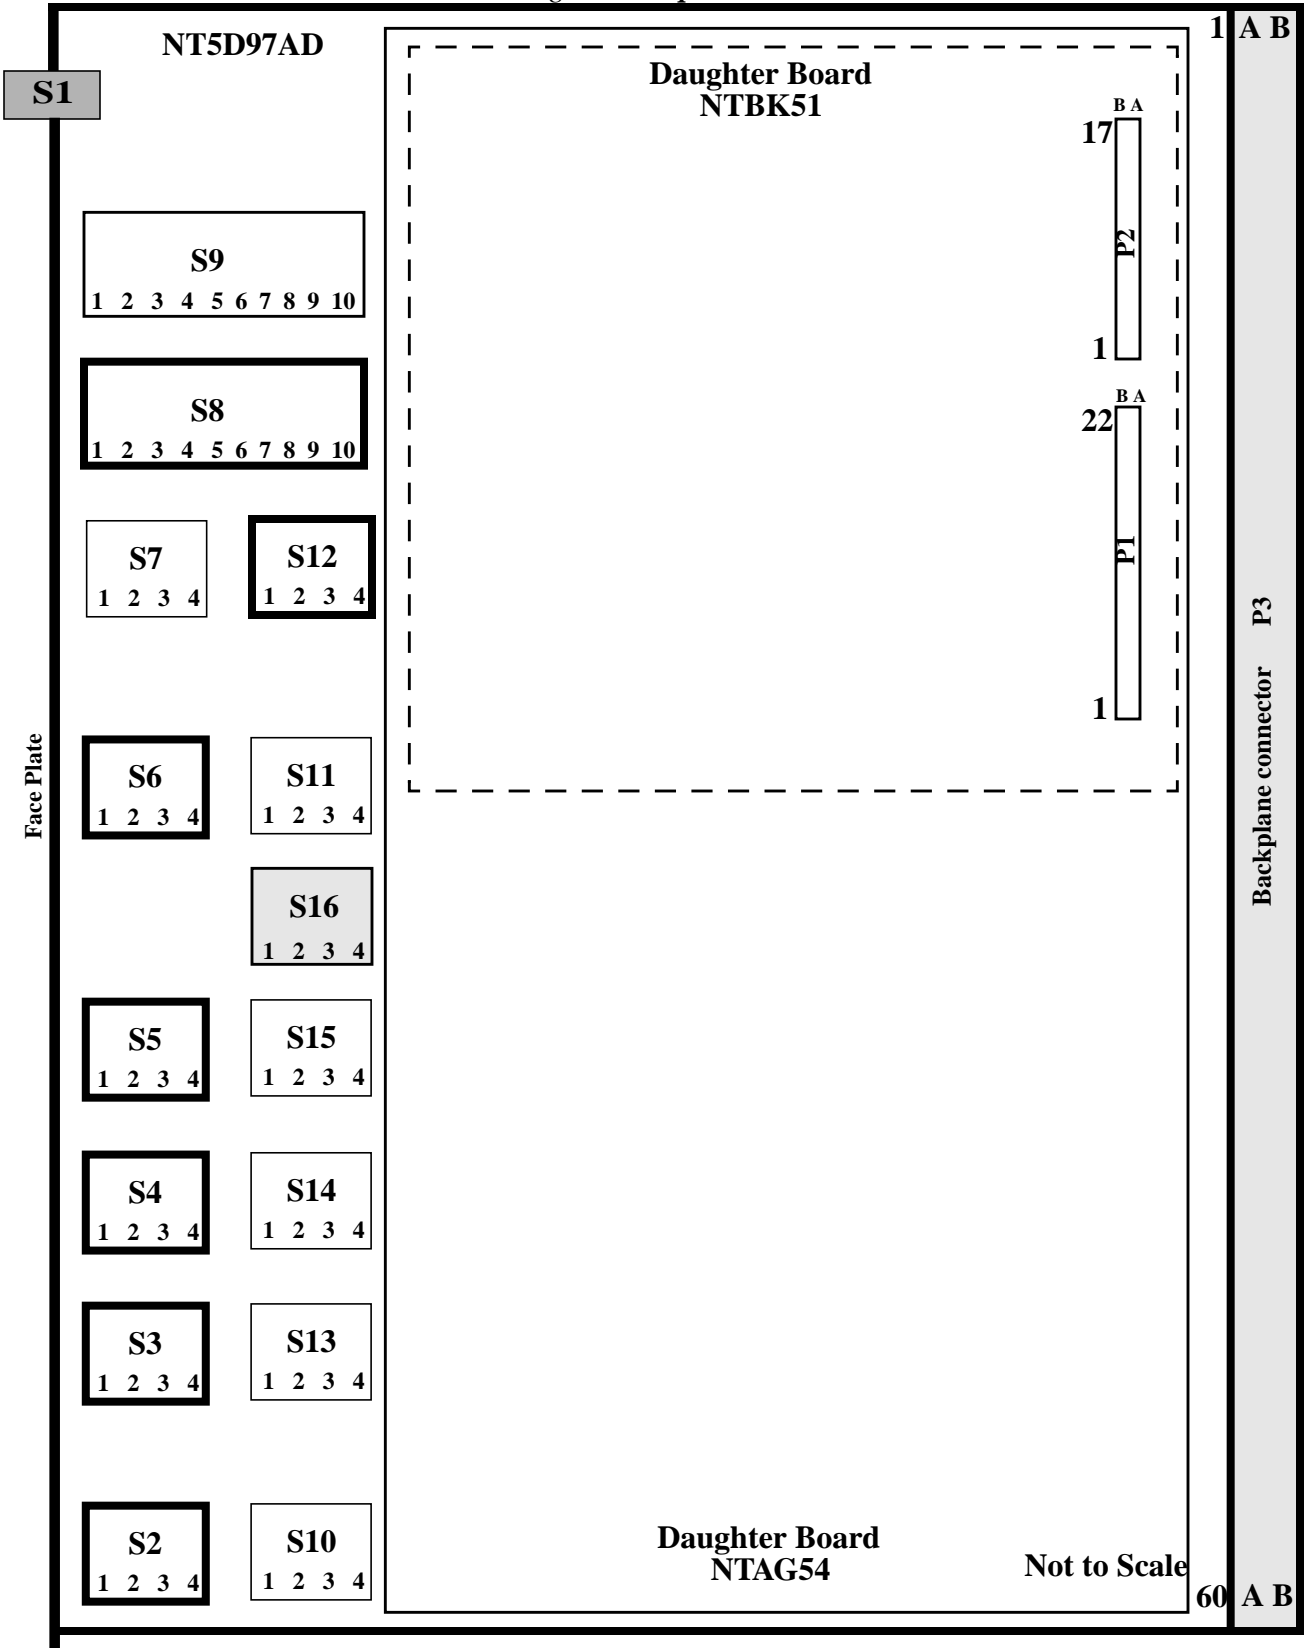 NT5D97AD
1 A B
S1
Daughter Board
NTBK51
B A
17
P2
1
S9
1 2 3 4 5 6 7 8 9 10
S8
1 2 3 4 5 6 7 8 9 10
B A
22
P1
1
S7
1 2 3 4
S12
1 2 3 4
S6
1 2 3 4
S11
1 2 3 4
S16
1 2 3 4
S5
1 2 3 4
S15
1 2 3 4
S4
1 2 3 4
S14
1 2 3 4
S3
1 2 3 4
S13
1 2 3 4
S2
1 2 3 4
S10
1 2 3 4
Face Plate
Backplane connector P3
Daughter Board
NTAG54
Not to Scale
60 A B